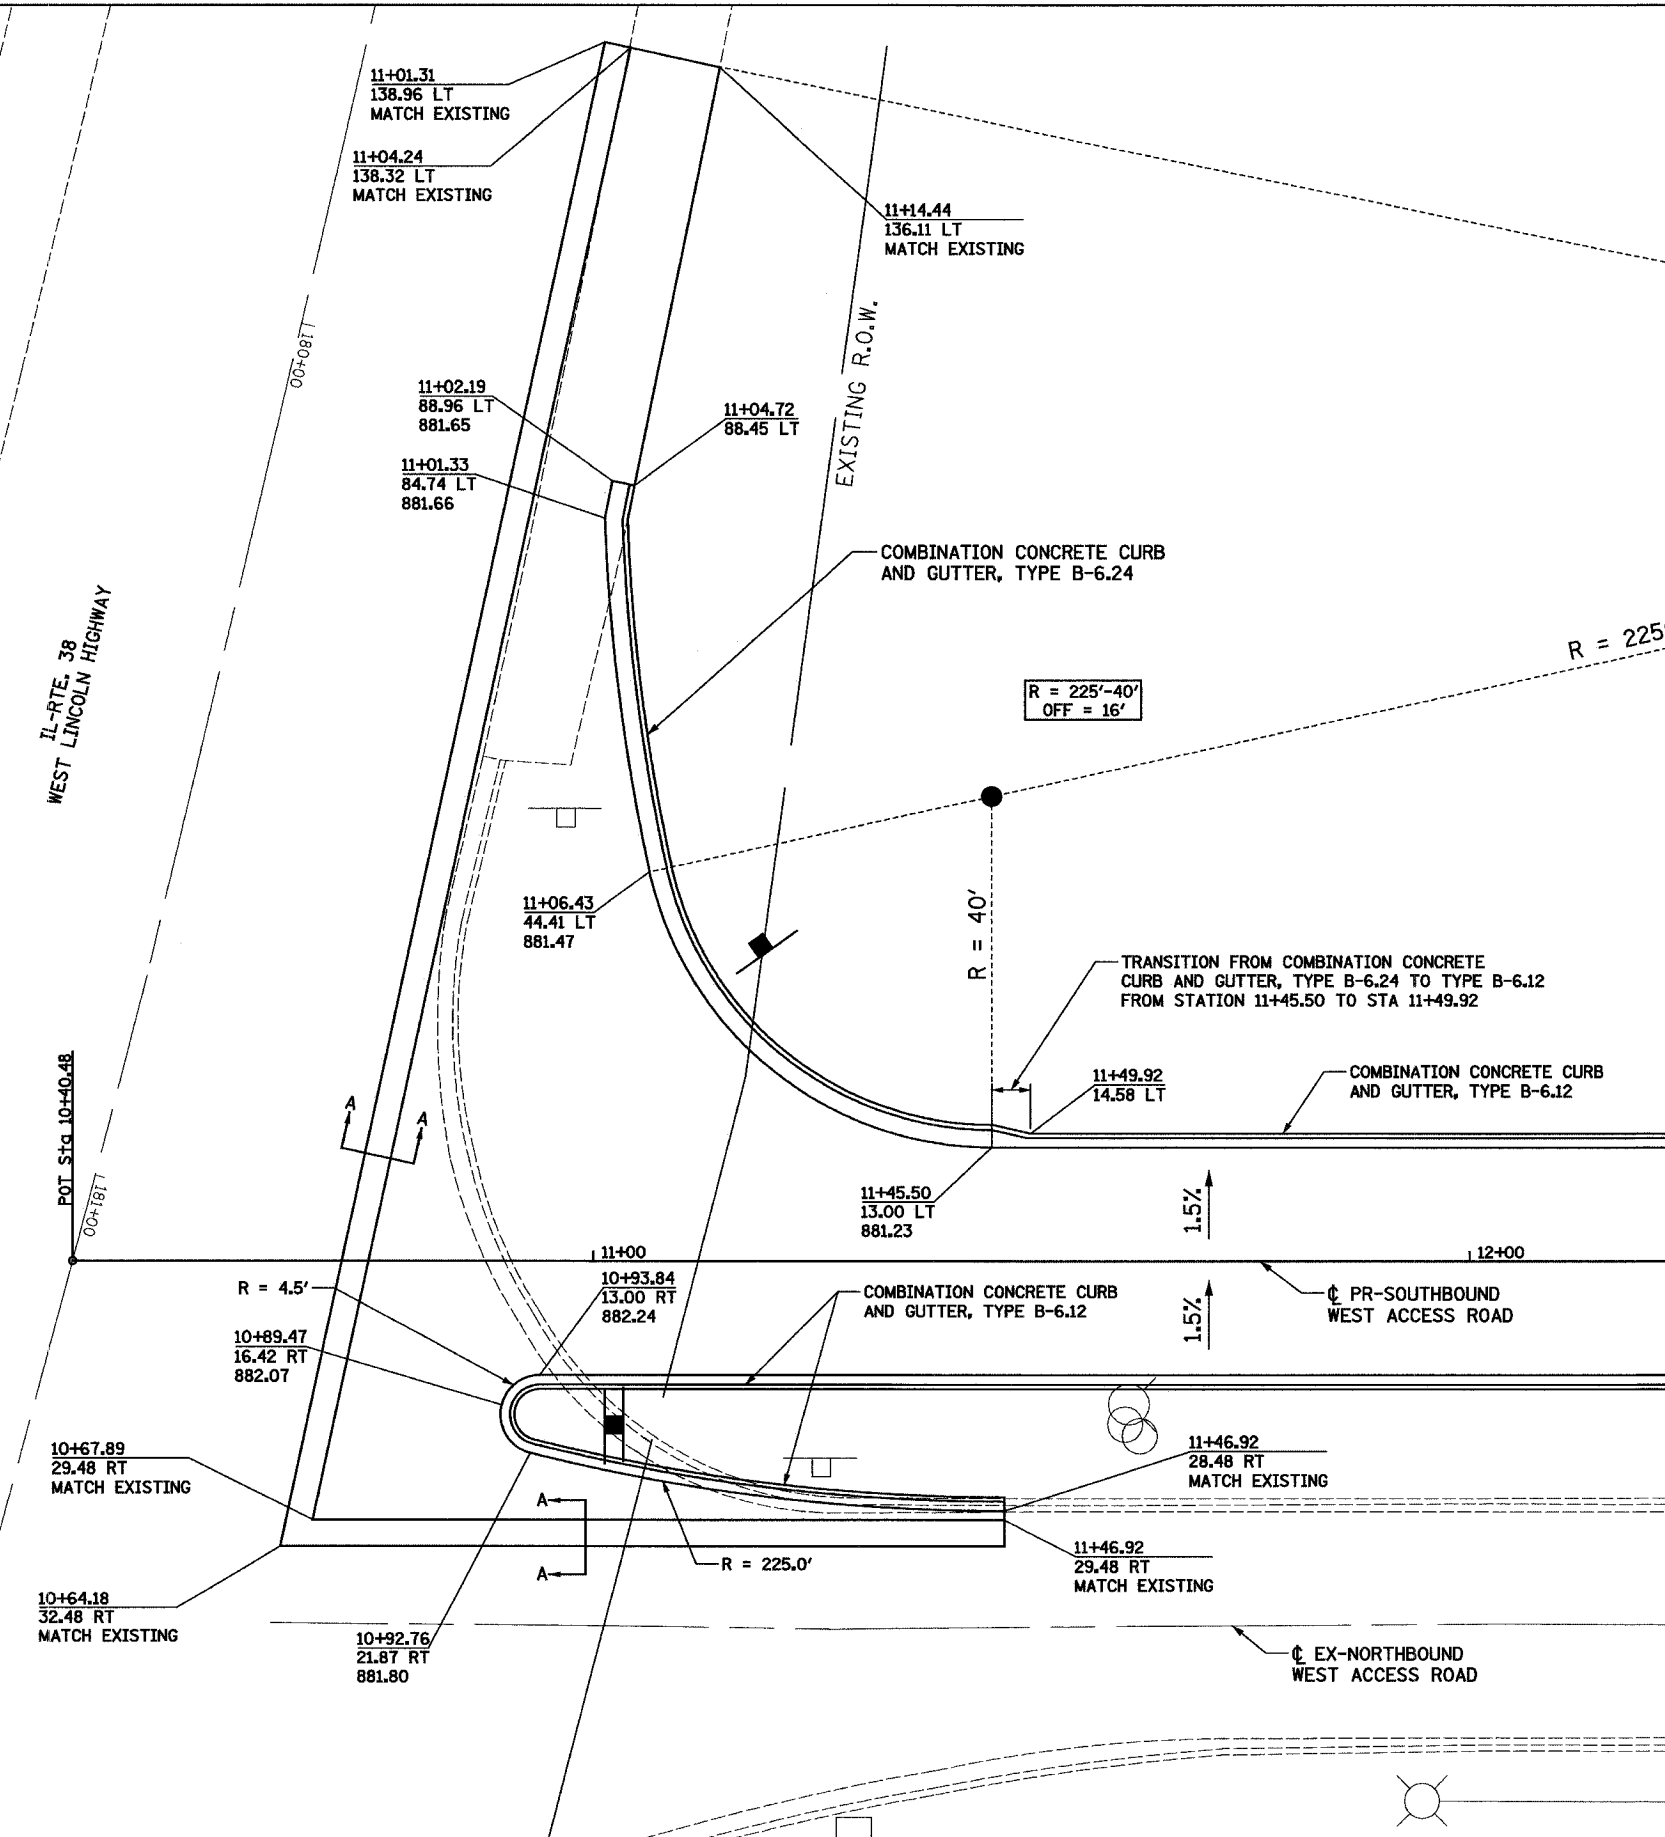 11+01.31
138.96 LT
MATCH EXISTING
11+04.24
138.32 LT
MATCH EXISTING
11+14.44
136.11 LT
MATCH EXISTING
180+00
EXISTING R.O.W.
11+02.19
88.96 LT
881.65
11+04.72
88.45 LT
11+01.33
84.74 LT
881.66
COMBINATION CONCRETE CURB
AND GUTTER, TYPE B-6.24
IL-RTE. 38
WEST LINCOLN HIGHWAY
R = 225'
R = 225'-40'
OFF = 16'
11+06.43
44.41 LT
881.47
R = 40'
TRANSITION FROM COMBINATION CONCRETE
CURB AND GUTTER, TYPE B-6.24 TO TYPE B-6.12
FROM STATION 11+45.50 TO STA 11+49.92
11+49.92
14.58 LT
COMBINATION CONCRETE CURB
AND GUTTER, TYPE B-6.12
POT Sta 10+40.48
A
A
181+00
11+45.50
13.00 LT
881.23
1.5%
11+00
12+00
R = 4.5'
10+93.84
13.00 RT
882.24
COMBINATION CONCRETE CURB
AND GUTTER, TYPE B-6.12
1.5%
℄ PR-SOUTHBOUND
WEST ACCESS ROAD
10+89.47
16.42 RT
882.07
10+67.89
29.48 RT
MATCH EXISTING
11+46.92
28.48 RT
MATCH EXISTING
A
A
R = 225.0'
11+46.92
29.48 RT
MATCH EXISTING
10+64.18
32.48 RT
MATCH EXISTING
10+92.76
21.87 RT
881.80
℄ EX-NORTHBOUND
WEST ACCESS ROAD